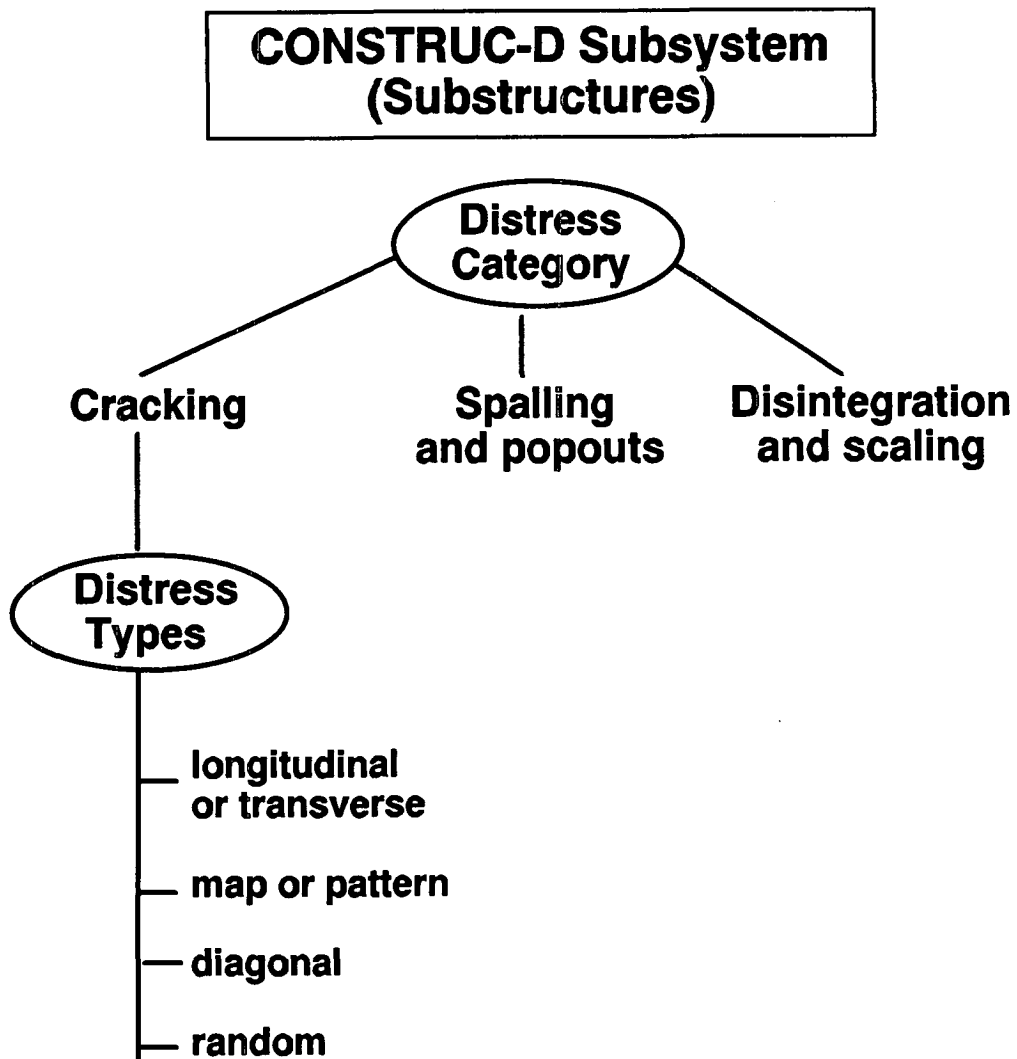 CONSTRUC-D Subsystem
(Substructures)
Distress
Category
Cracking
Spalling
and popouts
Disintegration
and scaling
Distress
Types
longitudinal
or transverse
map or pattern
diagonal
random